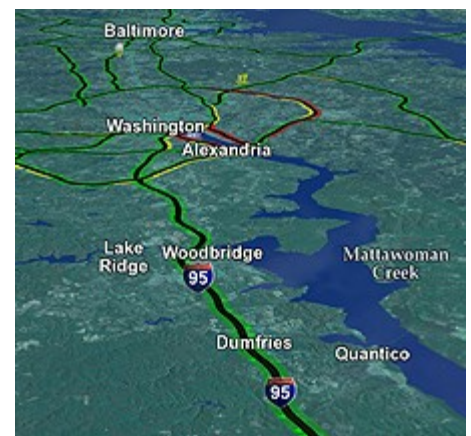 Baltimore
Washington
Alexandria
Lake
Ridge
Woodbridge
95
Mattawoman
Creek
Dumfries
Quantico
95